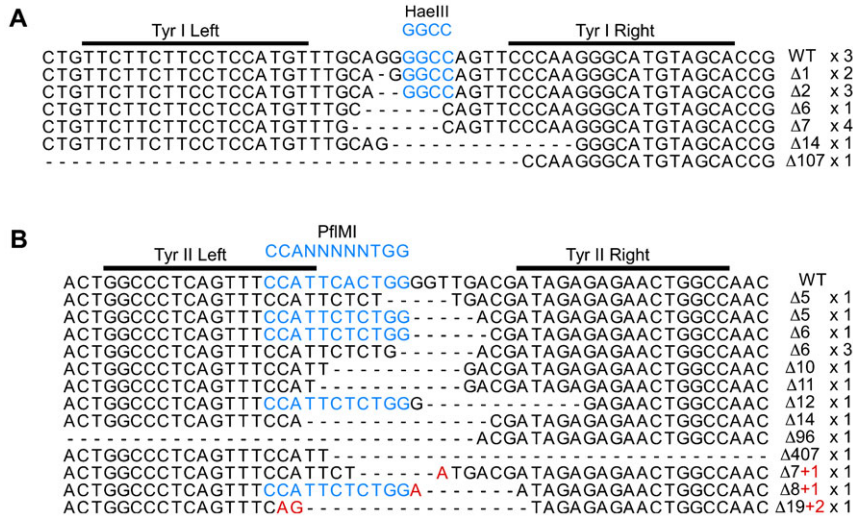 A
HaeIII
Tyr I Left GGCC Tyr I Right
CTGTTCTTCTTCCTCCATGTTTGCAGGGGCCAGTTCCCAAGGGCATGTAGCACCG WT x 3
CTGTTCTTCTTCCTCCATGTTTGCA-GGGCCAGTTCCCAAGGGCATGTAGCACCG Δ1 x 2
CTGTTCTTCTTCCTCCATGTTTGCA--GGCCAGTTCCCAAGGGCATGTAGCACCG Δ2 x 3
CTGTTCTTCTTCCTCCATGTTTGC------CAGTTCCCAAGGGCATGTAGCACCG Δ6 x 1
CTGTTCTTCTTCCTCCATGTTTG-------CAGTTCCCAAGGGCATGTAGCACCG Δ7 x 4
CTGTTCTTCTTCCTCCATGTTTGCAG--------------GGGCATGTAGCACCG Δ14 x 1
------------------------------------CCAAGGGCATGTAGCACCG Δ107 x 1
B
PflMI
Tyr II Left CCANNNNNTGG Tyr II Right
ACTGGCCCTCAGTTTCCATTCACTGGGGTTGACGATAGAGAGAACTGGCCAAC WT
ACTGGCCCTCAGTTTCCATTCTCT-----TGACGATAGAGAGAACTGGCCAAC Δ5 x 1
ACTGGCCCTCAGTTTCCATTCTCTGG-----ACGATAGAGAGAACTGGCCAAC Δ5 x 1
ACTGGCCCTCAGTTTCCATTCTCTGG------CGATAGAGAGAACTGGCCAAC Δ6 x 1
ACTGGCCCTCAGTTTCCATTCTCTG------ACGATAGAGAGAACTGGCCAAC Δ6 x 3
ACTGGCCCTCAGTTTCCAT----------GACGATAGAGAGAACTGGCCAAC Δ10 x 1
ACTGGCCCTCAGTTTCCAT-----------GACGATAGAGAGAACTGGCCAAC Δ11 x 1
ACTGGCCCTCAGTTTCCATTCTCTGGG------------GAGAACTGGCCAAC Δ12 x 1
ACTGGCCCTCAGTTTCCA--------------CGATAGAGAGAACTGGCCAAC Δ14 x 1
-------------------------------ACGATAGAGAGAACTGGCCAAC Δ96 x 1
ACTGGCCCTCAGTTTCCATT--------------------------------- Δ407 x 1
ACTGGCCCTCAGTTTCCATTCT-------ATGACGATAGAGAGAACTGGCCAAC Δ7+1 x 1
ACTGGCCCTCAGTTTCCATTCTCTGGA--------ATAGAGAGAACTGGCCAAC Δ8+1 x 1
ACTGGCCCTCAGTTTCAG-------------------TAGAGAGAACTGGCCAAC Δ19+2 x 1